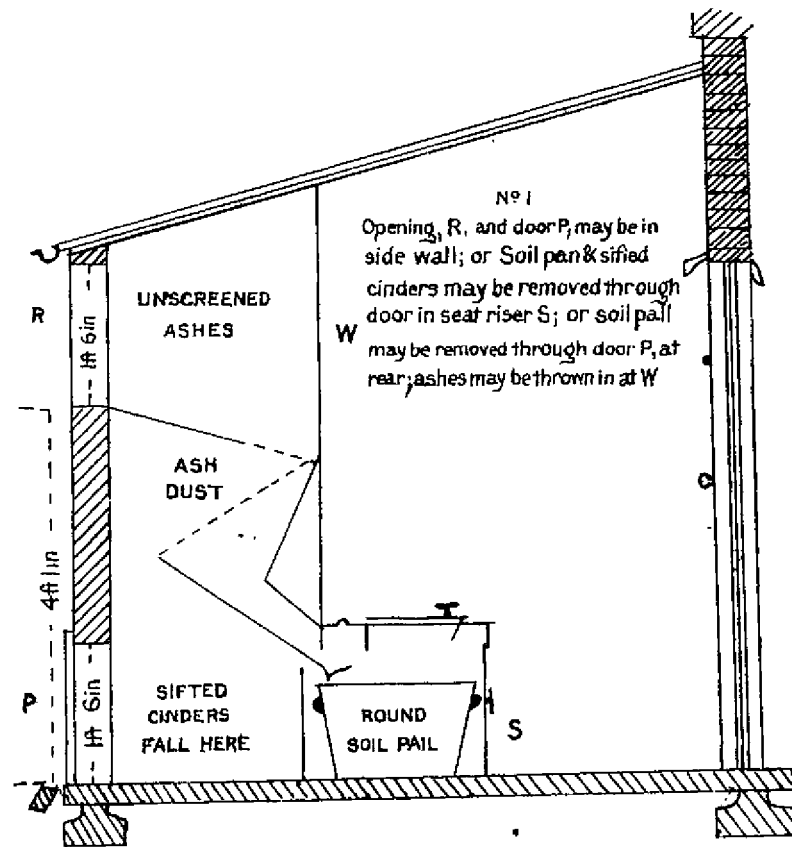 Nº 1
Opening, R, and door P, may be in
side wall; or Soil pan & sifted
cinders may be removed through
door in seat riser S; or soil pall
may be removed through door P, at
rear; ashes may be thrown in at W
UNSCREENED
ASHES
R
1ft 6in
W
ASH
DUST
4ft 1in
P
1ft 6in
SIFTED
CINDERS
FALL HERE
ROUND
SOIL PAIL
S